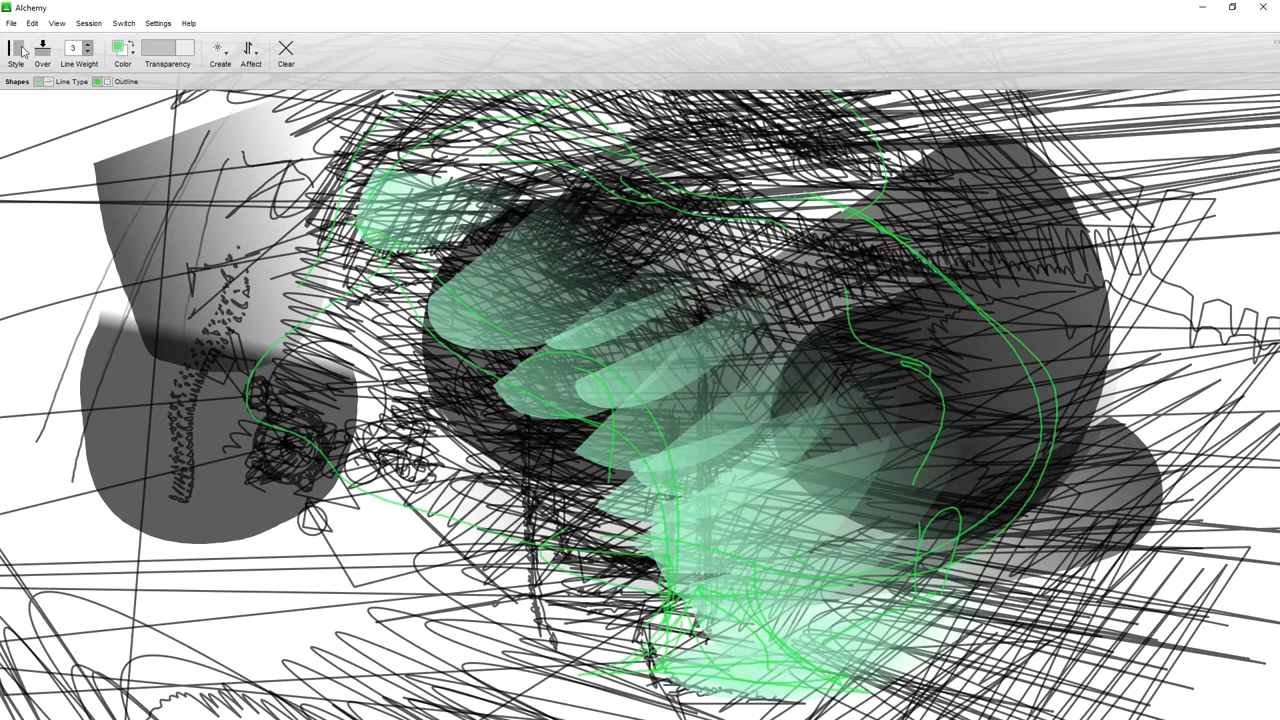 Alchemy
File Edit View Session Switch Settings Help
3
Style Over Line Weight Color Transparency Create Affect Clear
Shapes Line Type Outline